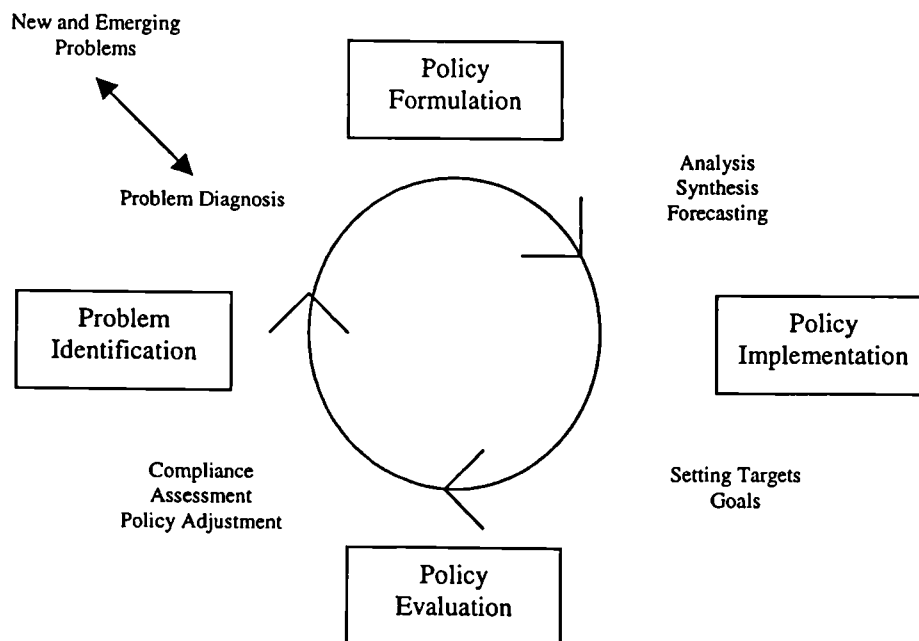 New and Emerging
Problems
Policy
Formulation
Problem Diagnosis
Analysis
Synthesis
Forecasting
Problem
Identification
Policy
Implementation
Compliance
Assessment
Policy Adjustment
Setting Targets
Goals
Policy
Evaluation